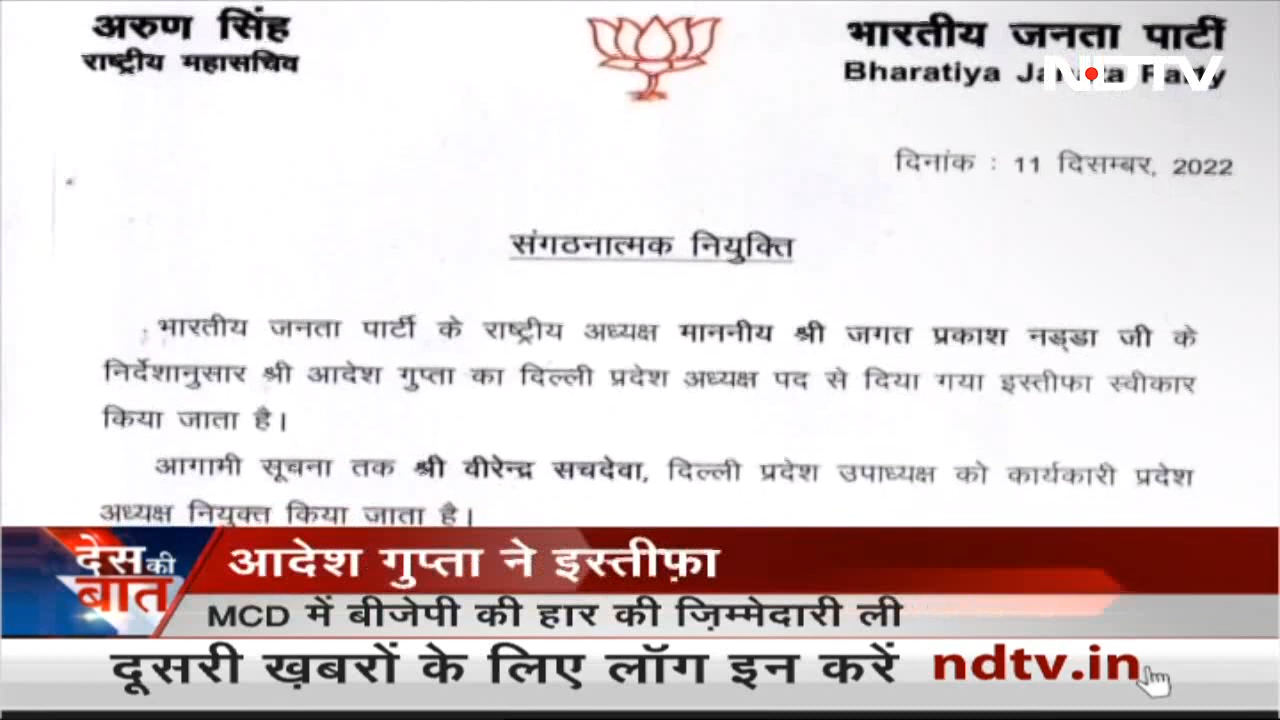 अरुण सिंह
राष्ट्रीय महासचिव
भारतीय जनता पार्टी
Bharatiya Janata Party
NDTV
दिनांक : 11 दिसम्बर, 2022
संगठनात्मक नियुक्ति
भारतीय जनता पार्टी के राष्ट्रीय अध्यक्ष माननीय श्री जगत प्रकाश नड्डा जी के
निर्देशानुसार श्री आदेश गुप्ता का दिल्ली प्रदेश अध्यक्ष पद से दिया गया इस्तीफा स्वीकार
किया जाता है।
आगामी सूचना तक श्री वीरेन्द्र सचदेवा, दिल्ली प्रदेश उपाध्यक्ष को कार्यकारी प्रदेश
अध्यक्ष नियुक्त किया जाता है।
देस की
बात
आदेश गुप्ता ने इस्तीफ़ा
MCD में बीजेपी की हार की ज़िम्मेदारी ली
दूसरी ख़बरों के लिए लॉग इन करें ndtv.in